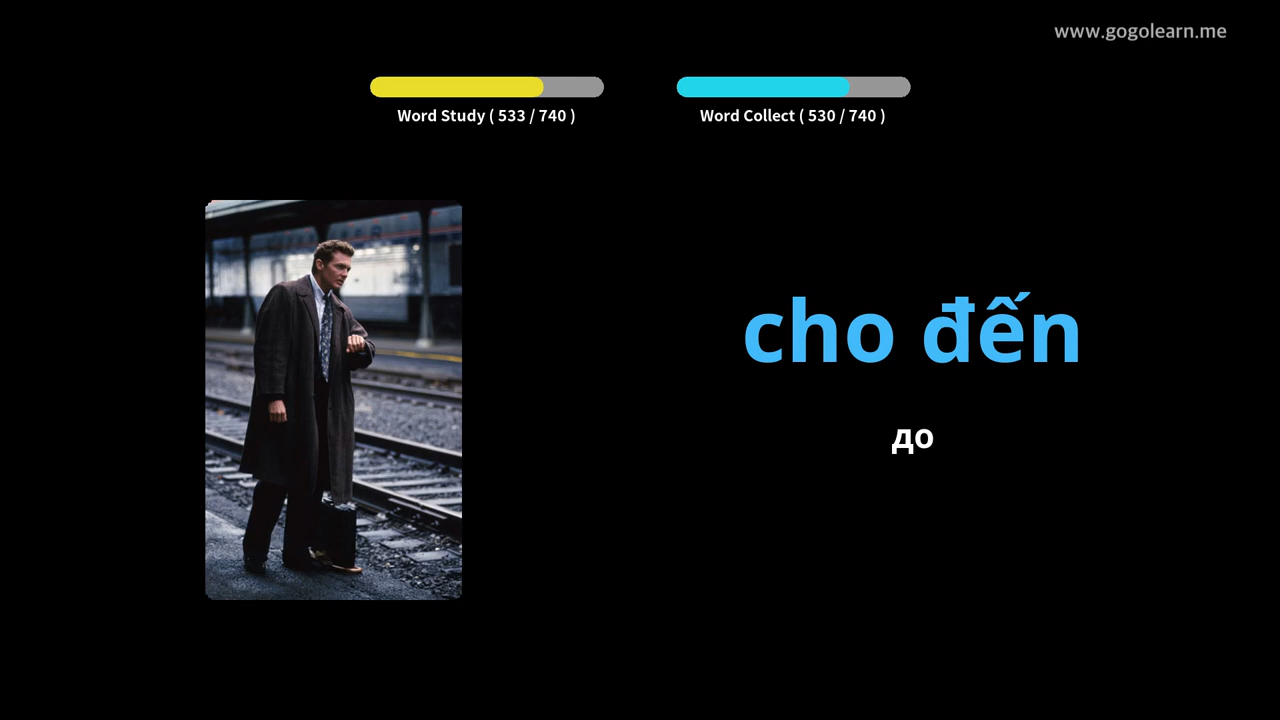 www.gogolearn.me
Word Study ( 533 / 740 )
Word Collect ( 530 / 740 )
cho đến
до